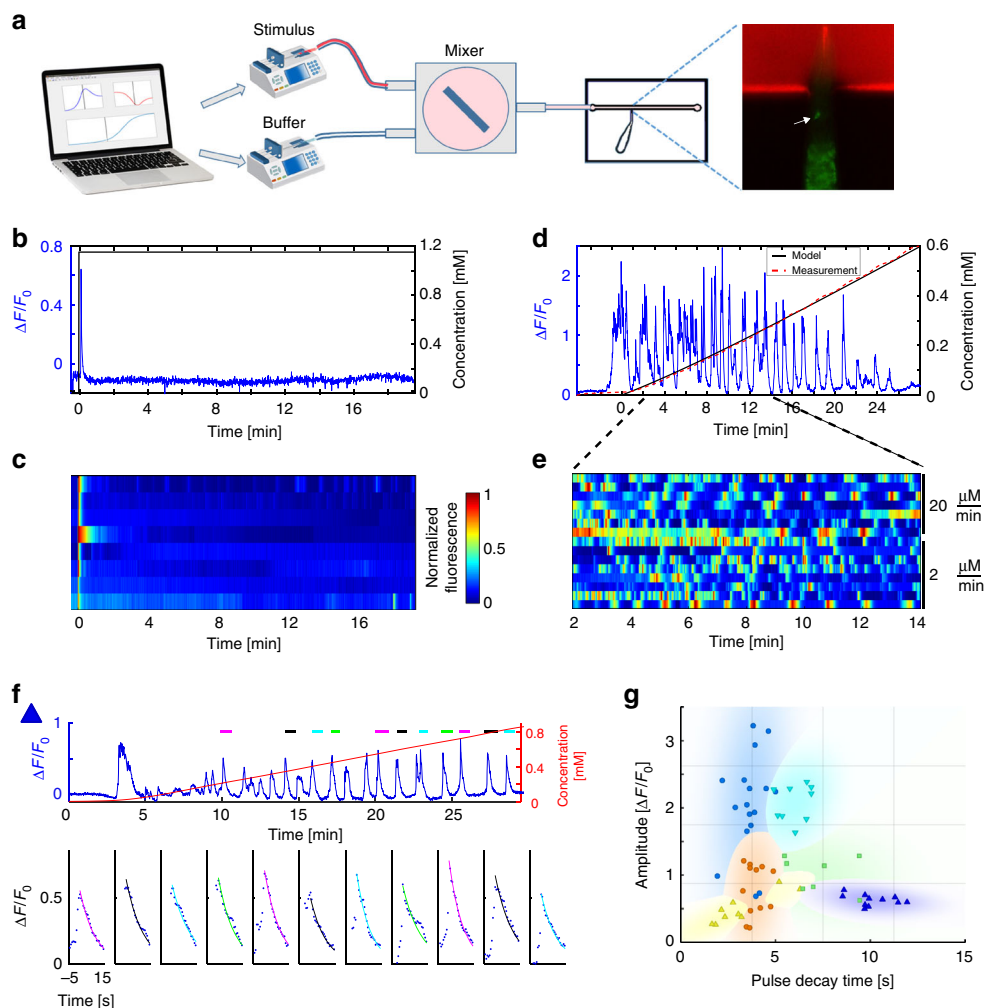 a
Stimulus
Mixer
Buffer
b
0.8
0.4
0
ΔF/F0
1.2
0.9
0.6
0.3
0
Concentration [mM]
0 4 8 12 16
Time [min]
d
2
1
0
ΔF/F0
Model
Measurement
0.6
0.4
0.2
0
Concentration [mM]
0 4 8 12 16 20 24
Time [min]
c
0 4 8 12 16
Time [min]
Normalized
fluorescence
1
0.5
0
e
20 μM
min
2 μM
min
2 4 6 8 10 12 14
Time [min]
f
1
0
ΔF/F0
0.8
0.4
0
Concentration
[mM]
0 5 10 15 20 25
Time [min]
ΔF/F0
0.5
0
–5 15
Time [s]
g
3
2
1
0
Amplitude [ΔF/F0]
0 5 10 15
Pulse decay time [s]